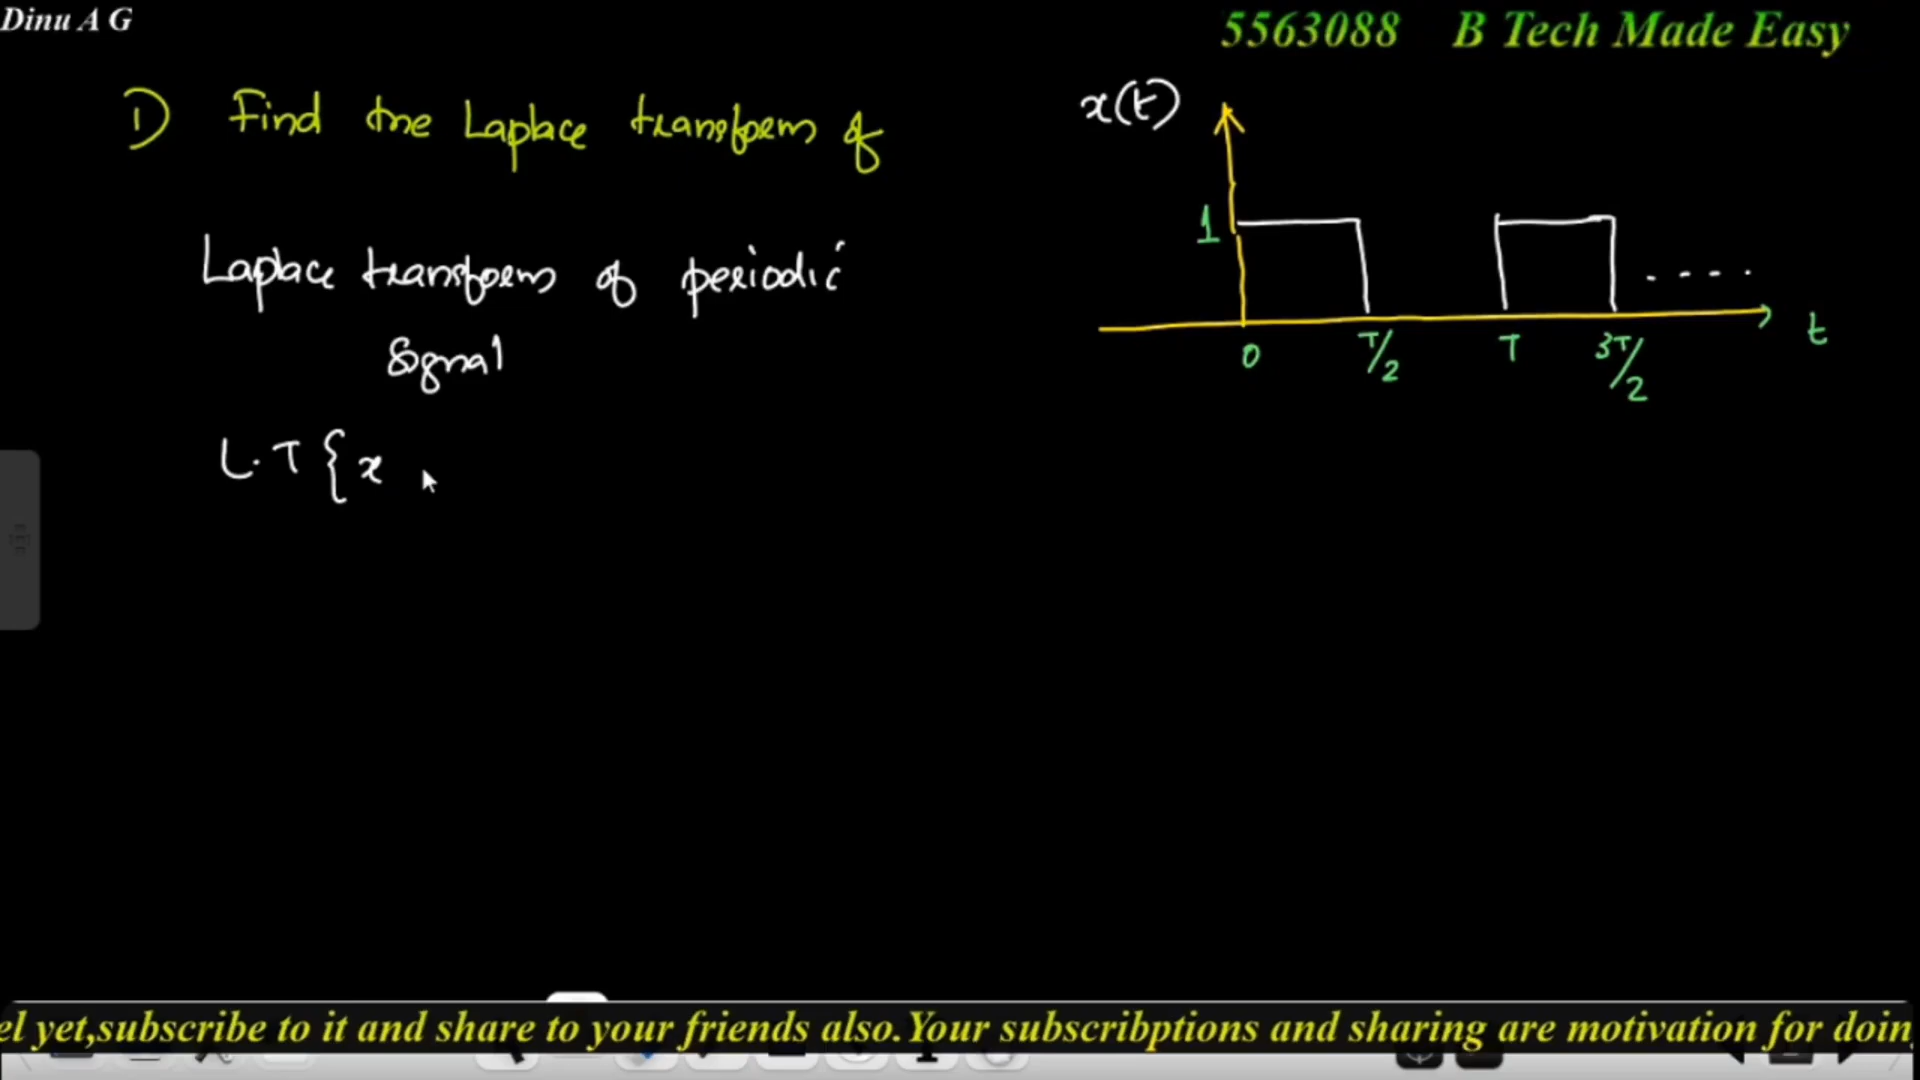 Dinu A G
5563088 B Tech Made Easy
1) Find the Laplace transform of
x(t)
1
0 T/2 T 3T/2 t
Laplace transform of periodic
signal
L.T {x
el yet,subscribe to it and share to your friends also.Your subscribptions and sharing are motivation for doin